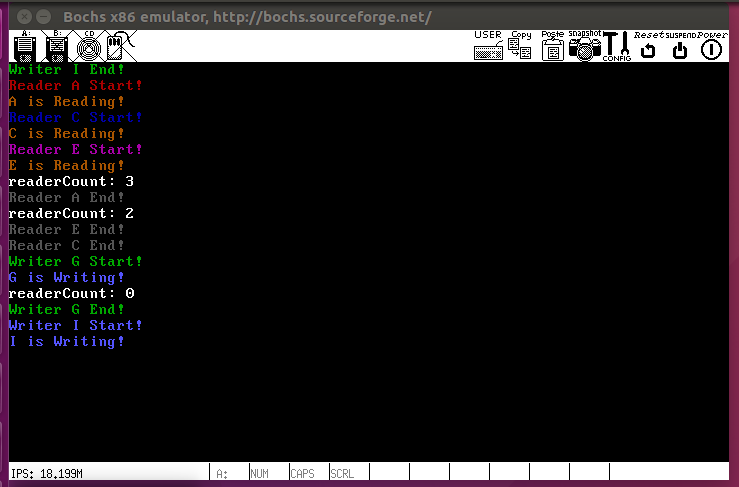 Bochs x86 emulator, http://bochs.sourceforge.net/
A: B: CD USER Copy Paste snapshot CONFIG Reset SUSPEND Power
Writer I End!
Reader A Start!
A is Reading!
Reader C Start!
C is Reading!
Reader E Start!
E is Reading!
readerCount: 3
Reader A End!
readerCount: 2
Reader E End!
Reader C End!
Writer G Start!
G is Writing!
readerCount: 0
Writer G End!
Writer I Start!
I is Writing!
IPS: 18.199M A: NUM CAPS SCRL